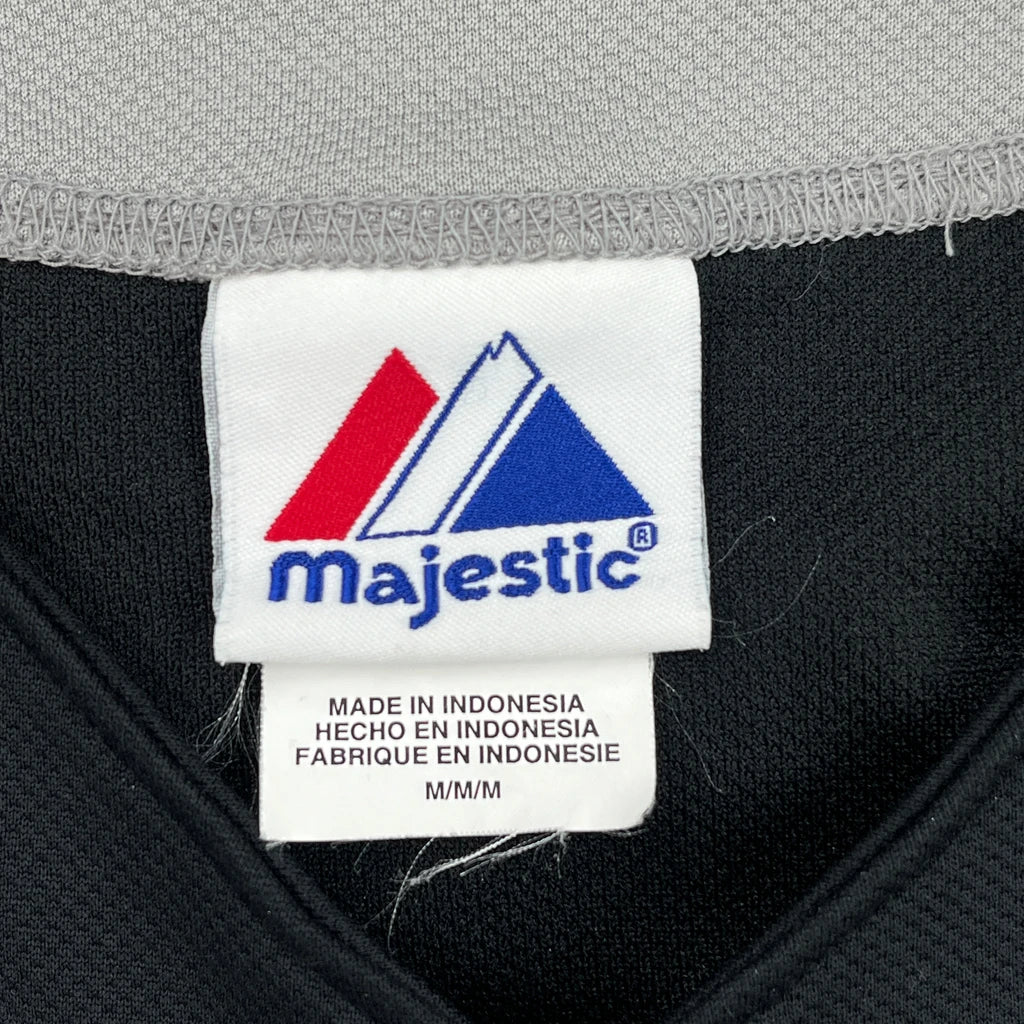 majestic®
MADE IN INDONESIA
HECHO EN INDONESIA
FABRIQUE EN INDONESIE
M/M/M